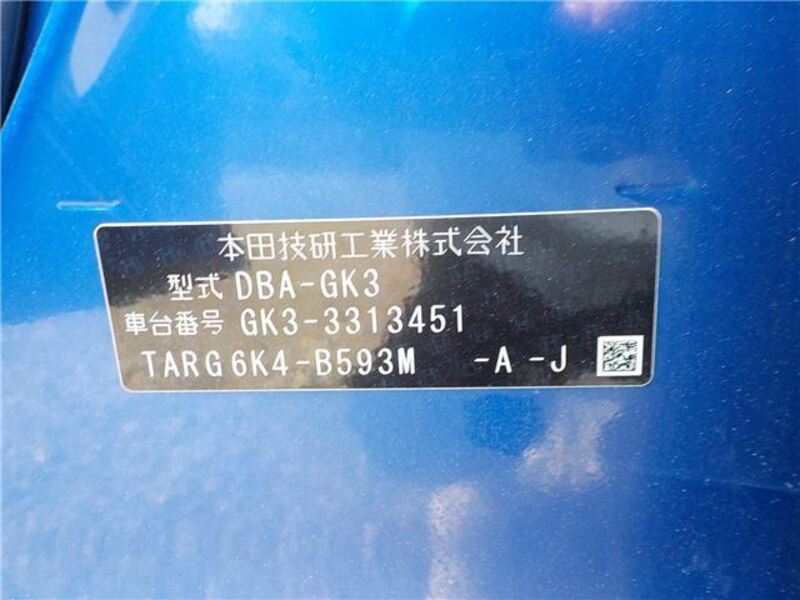 本田技研工業株式会社
型式 DBA-GK3
車台番号 GK3-3313451
TARG6K4-B593M -A -J